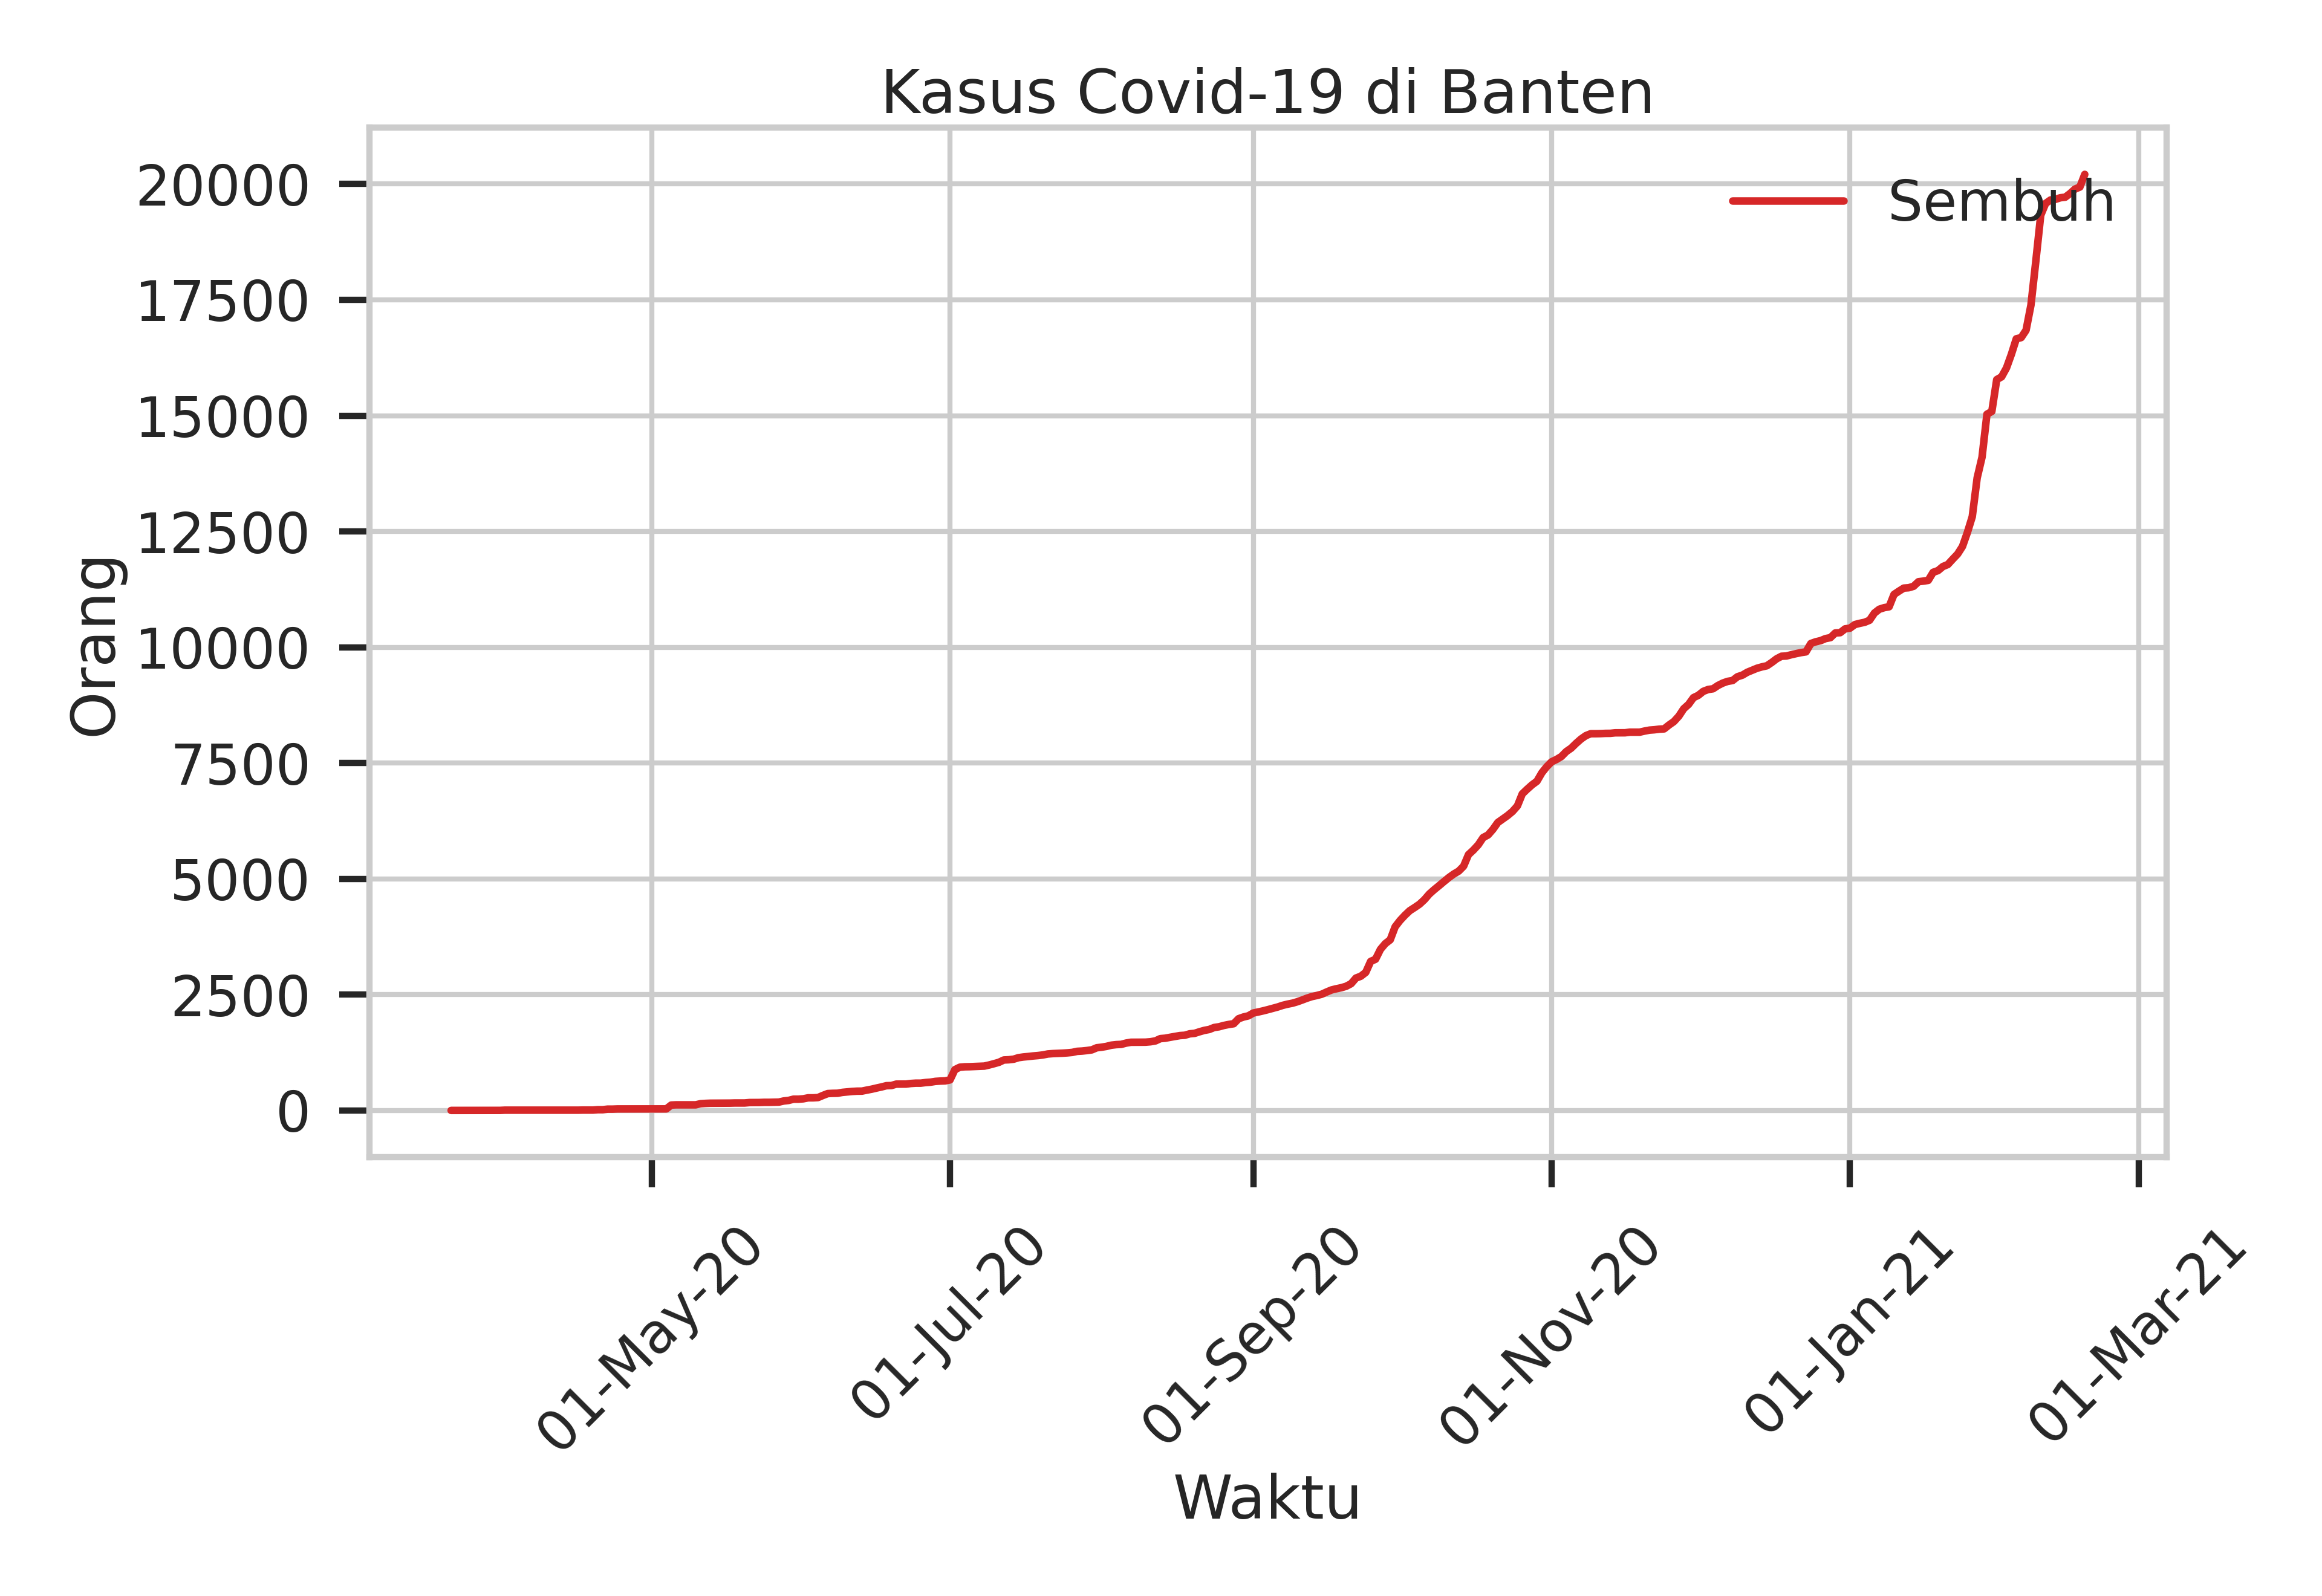 Kasus Covid-19 di Banten
Sembuh
20000
17500
15000
12500
10000
7500
5000
2500
0
Orang
01-May-20
01-Jul-20
01-Sep-20
01-Nov-20
01-Jan-21
01-Mar-21
Waktu